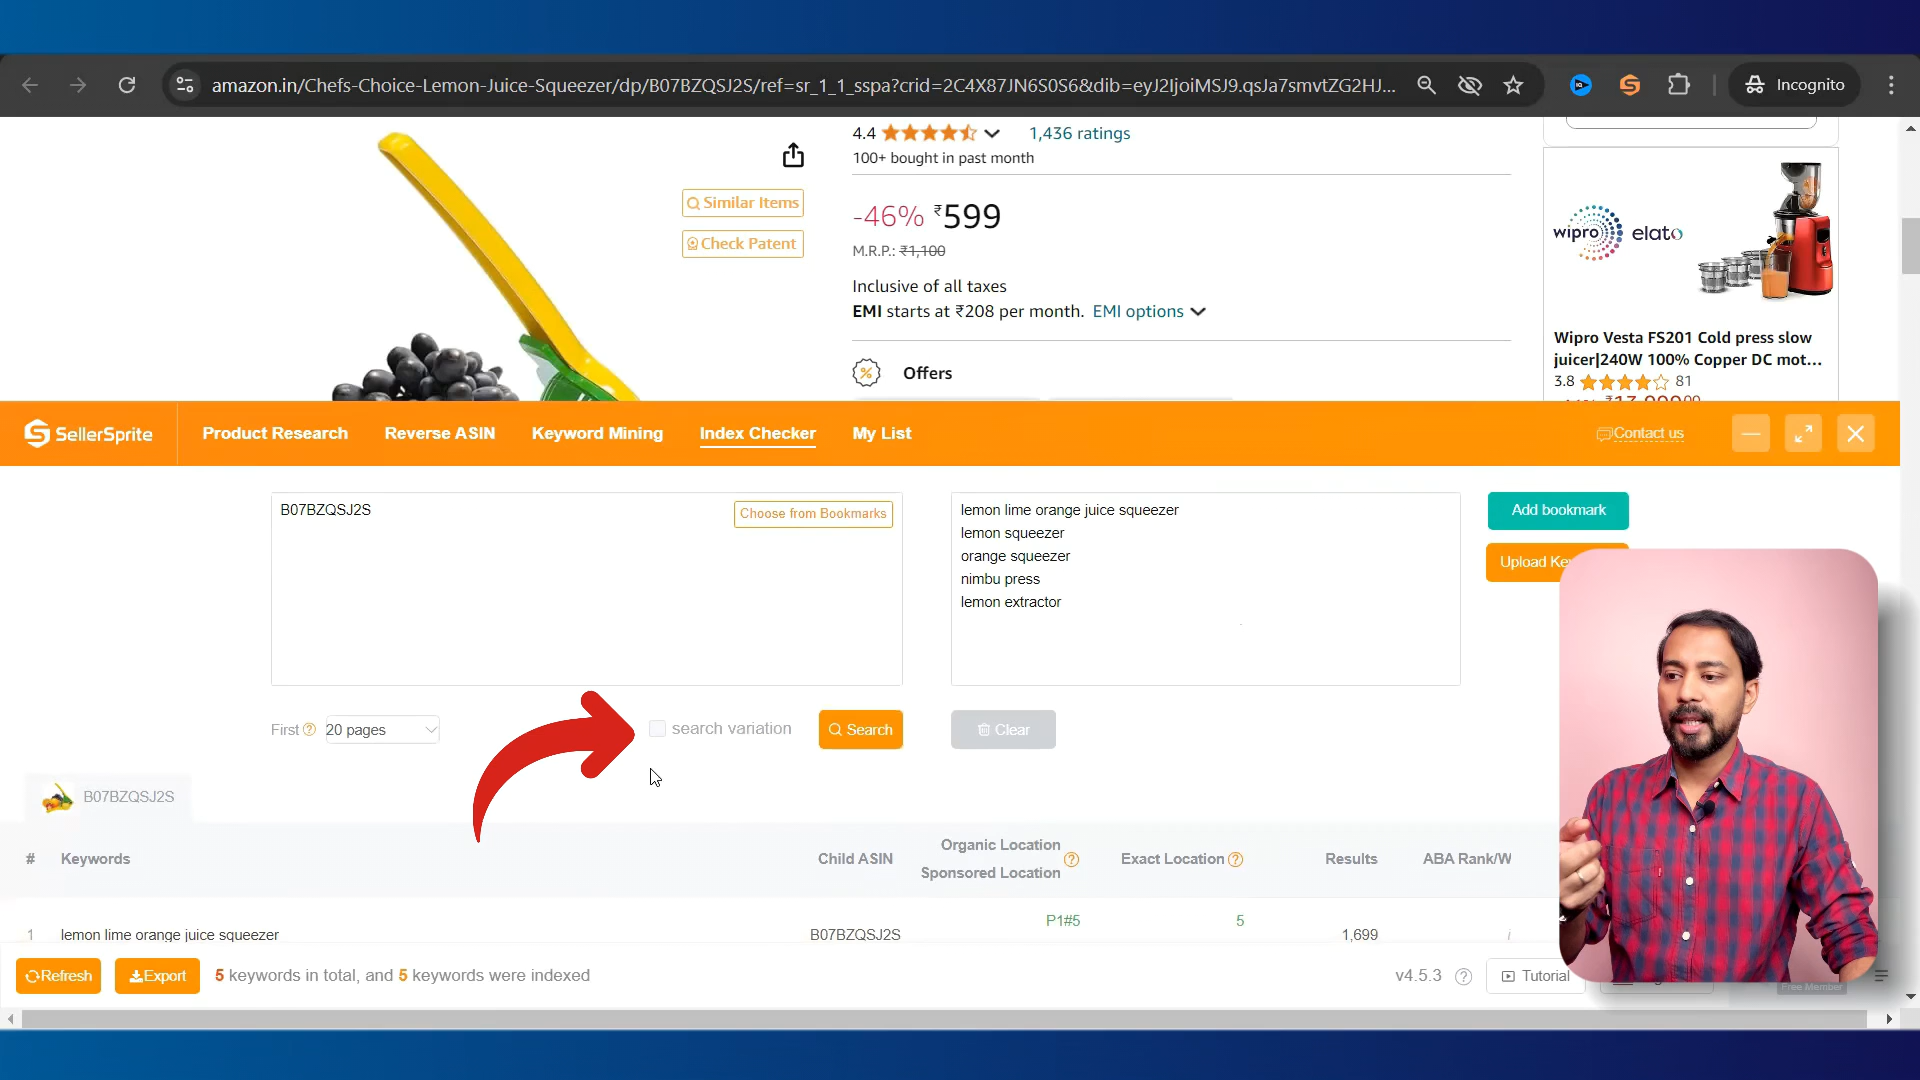 amazon.in/Chefs-Choice-Lemon-Juice-Squeezer/dp/B07BZQSJ2S/ref=sr_1_1_sspa?crid=2C4X87JN6S0S6&dib=eyJ2IjoiMSJ9.qsJa7smvtZG2HJ...
Incognito
4.4
1,436 ratings
100+ bought in past month
Similar Items
Check Patent
-46% ₹599
M.R.P.: ₹1,100
Inclusive of all taxes
EMI starts at ₹208 per month. EMI options
Offers
wipro elato
Wipro Vesta FS201 Cold press slow
juicer|240W 100% Copper DC mot...
3.8 81
SellerSprite
Product Research
Reverse ASIN
Keyword Mining
Index Checker
My List
Contact us
B07BZQSJ2S
Choose from Bookmarks
lemon lime orange juice squeezer
lemon squeezer
orange squeezer
nimbu press
lemon extractor
Add bookmark
Upload
First ? 20 pages
search variation
Search
Clear
B07BZQSJ2S
# Keywords Child ASIN Organic Location ? Exact Location ? Results ABA Rank/W
Sponsored Location
1 lemon lime orange juice squeezer B07BZQSJ2S P1#5 5 1,699
Refresh
Export
5 keywords in total, and 5 keywords were indexed
v4.5.3 ?
Tutorial
Free Member